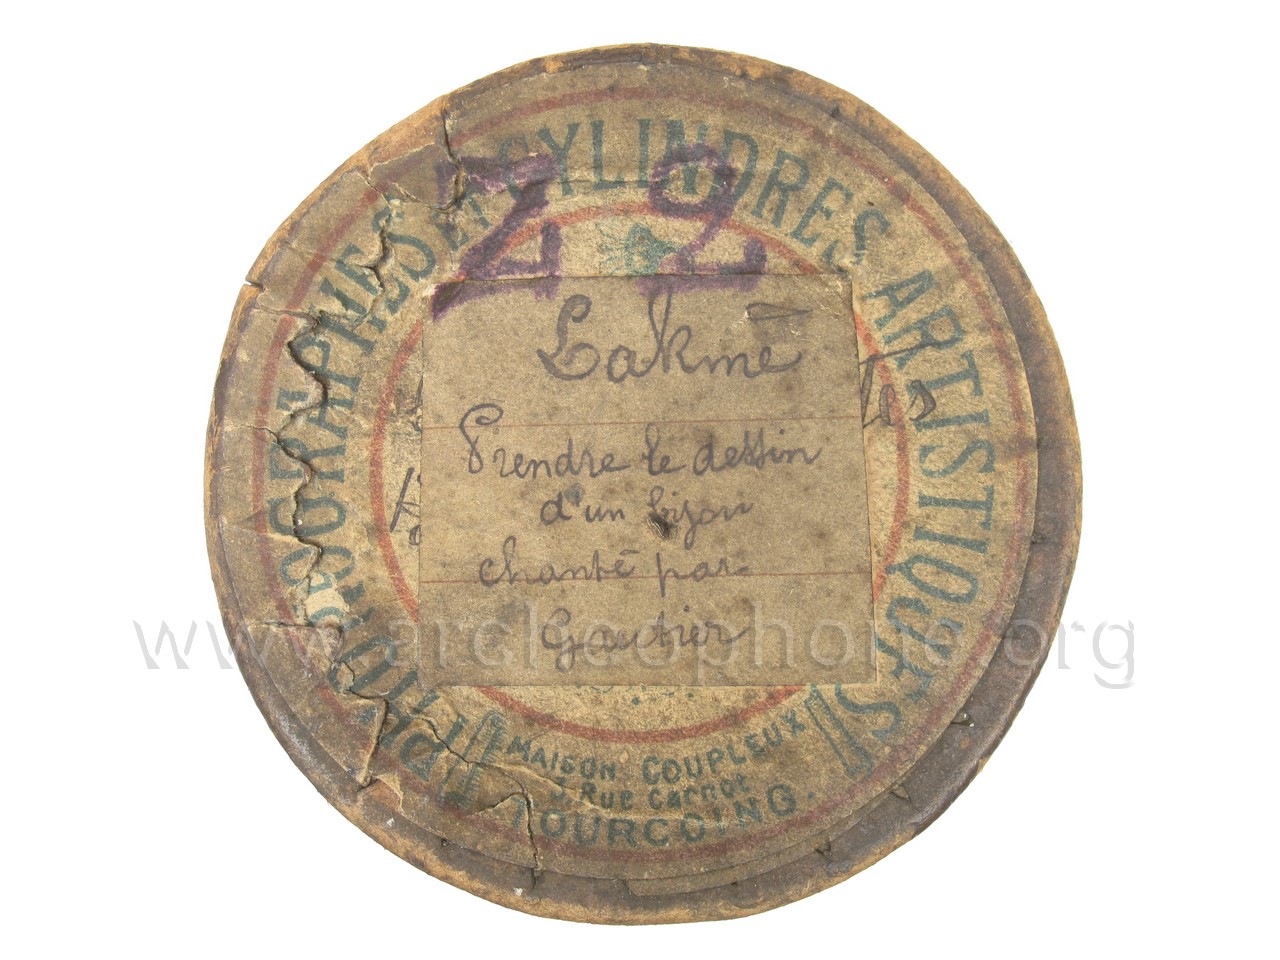 PHONOGRAPHES ET CYLINDRES ARTISTIQUES
22
Lakmé
Prendre le dessin
d'un bijou
chanté par
Gautier
www.archeophone.org
MAISON COUPLEUX
3, Rue Carnot
TOURCOING.